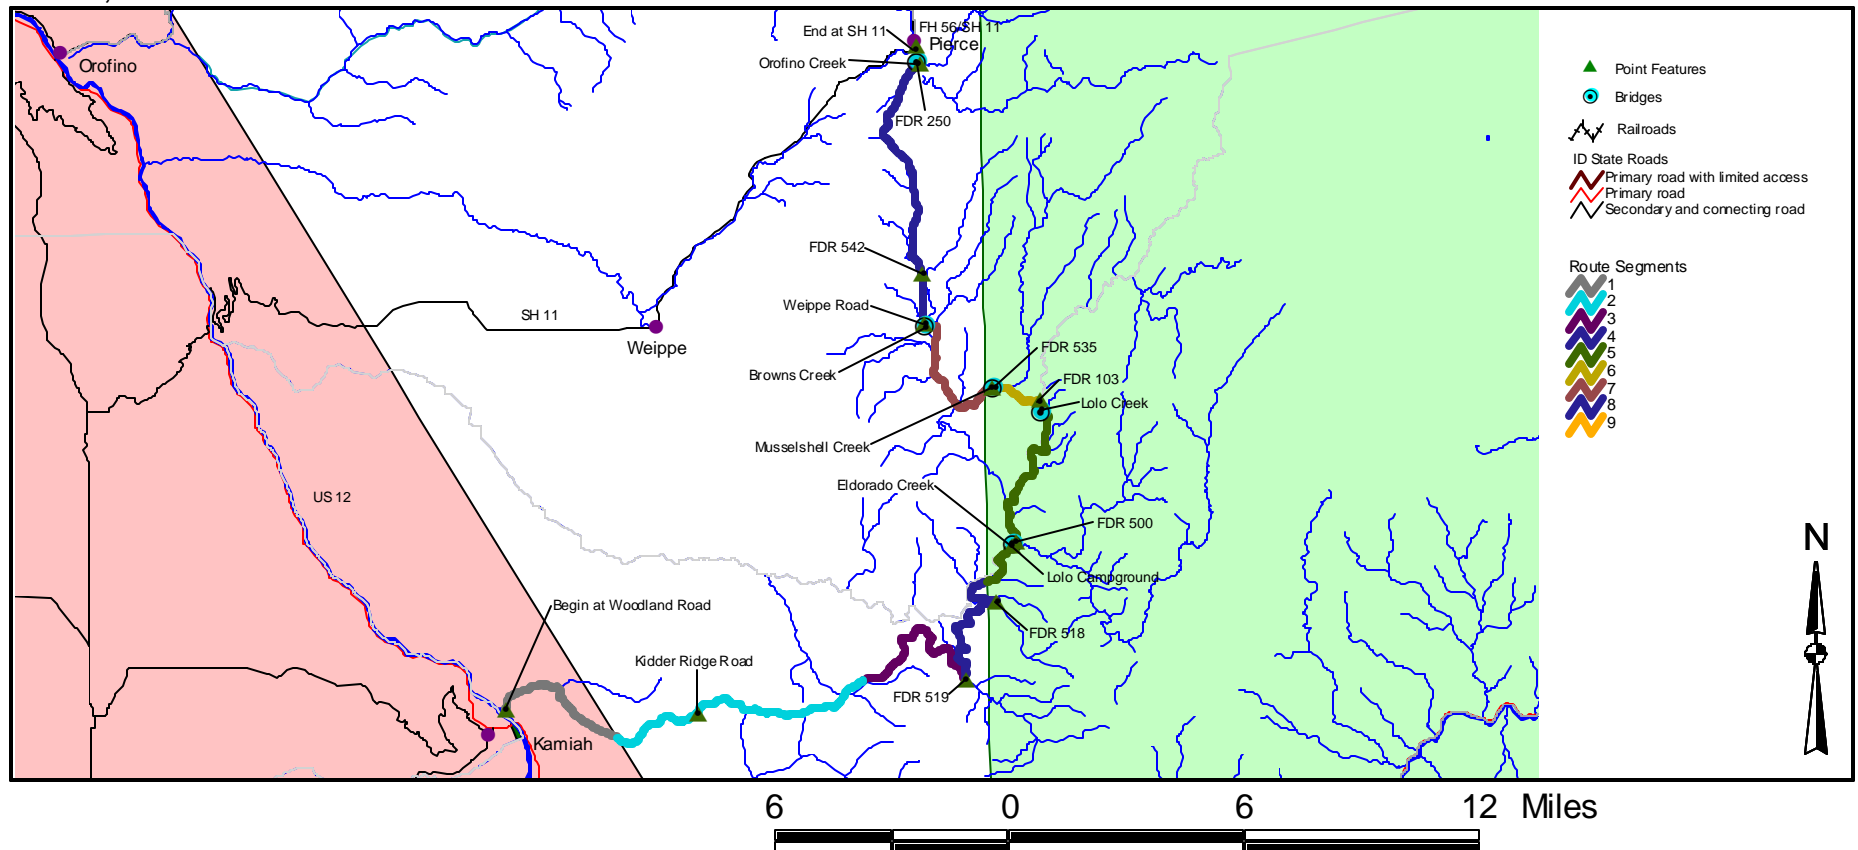 End at SH 11
FH 56/SH 11
Pierce
Orofino
Orofino Creek
FDR 250
FDR 542
Weippe Road
SH 11
Weippe
FDR 535
Browns Creek
FDR 103
Lolo Creek
Musselshell Creek
Eldorado Creek
US 12
FDR 500
Lolo Campground
Begin at Woodland Road
FDR 518
Kidder Ridge Road
FDR 519
Kamiah
Point Features
Bridges
Railroads
ID State Roads
Primary road with limited access
Primary road
Secondary and connecting road
Route Segments
1
2
3
4
5
6
7
8
9
N
6 0 6 12 Miles